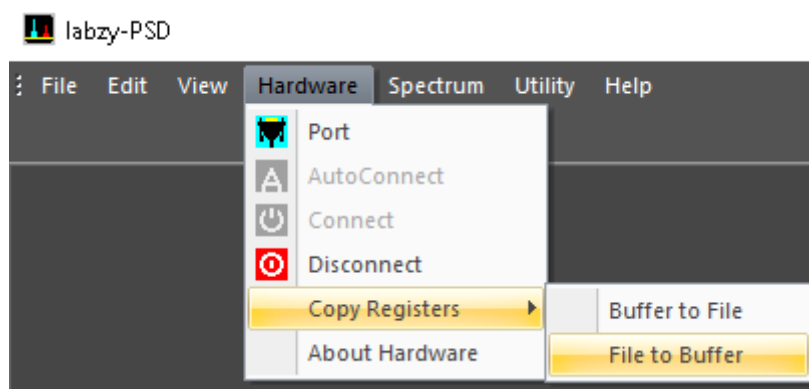 labzy-PSD
File Edit View Hardware Spectrum Utility Help
Port
AutoConnect
Connect
Disconnect
Copy Registers
Buffer to File
About Hardware
File to Buffer